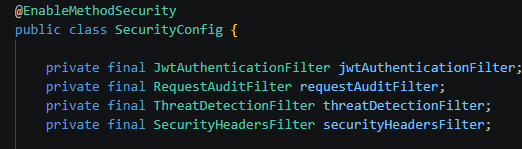 @EnableMethodSecurity
public class SecurityConfig {
private final JwtAuthenticationFilter jwtAuthenticationFilter;
private final RequestAuditFilter requestAuditFilter;
private final ThreatDetectionFilter threatDetectionFilter;
private final SecurityHeadersFilter securityHeadersFilter;